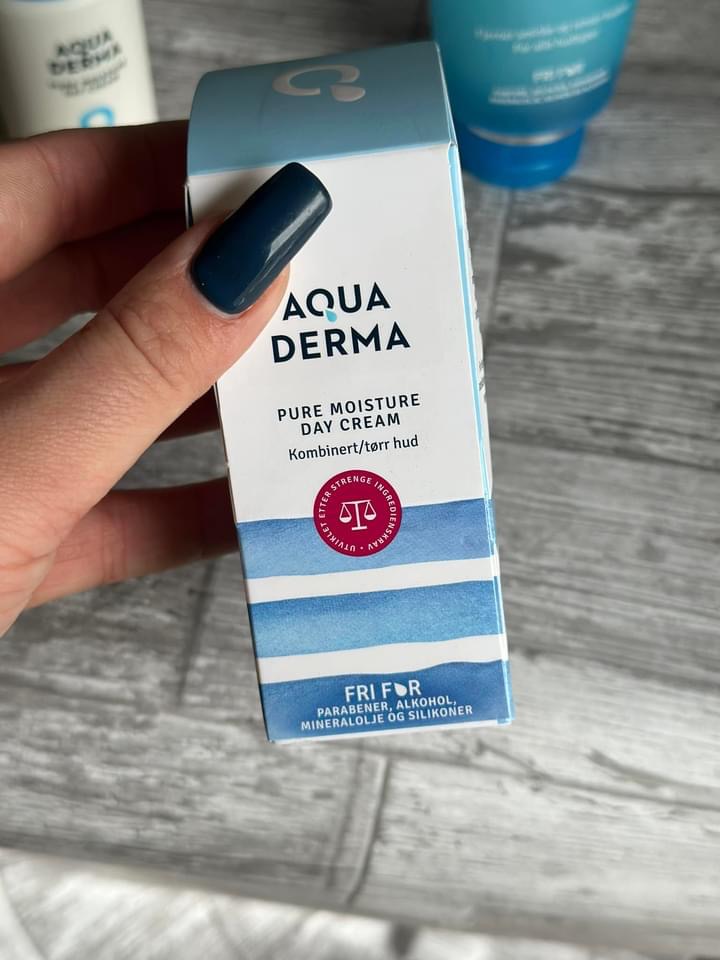 AQUA
DERMA
FRI FOR
AQUA
DERMA
PURE MOISTURE
DAY CREAM
Kombinert/tørr hud
UTVIKLET ETTER STRENGE INGREDIENSKRAV •
FRI FOR
PARABENER, ALKOHOL,
MINERALOLJE OG SILIKONER